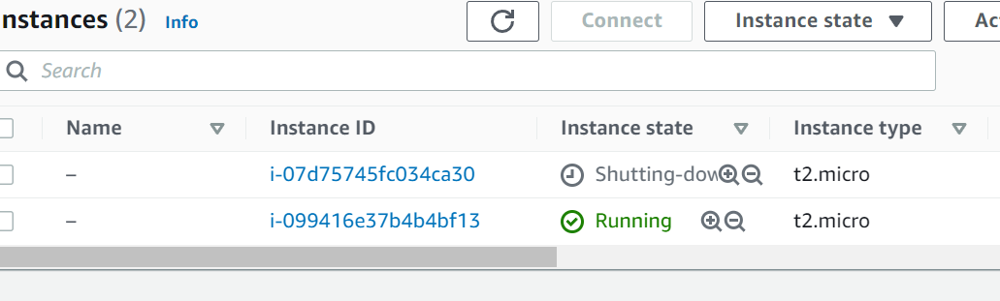 nstances (2) Info Connect Instance state Ac
Search
Name Instance ID Instance state Instance type
– i-07d75745fc034ca30 Shutting-dow t2.micro
– i-099416e37b4b4bf13 Running t2.micro